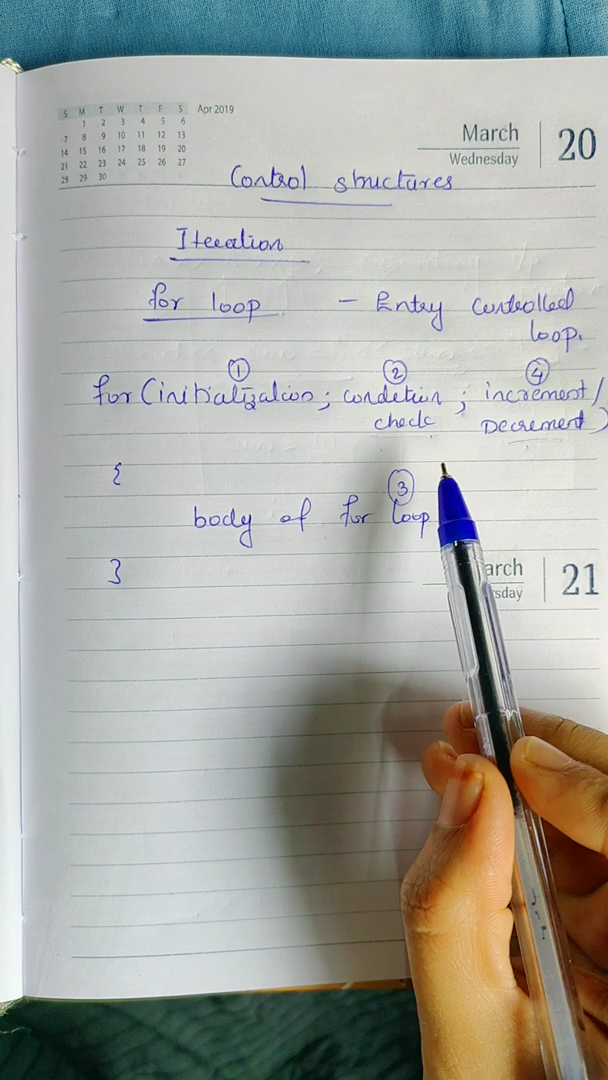 S M T W T F S Apr 2019
1 2 3 4 5 6
7 8 9 10 11 12 13
14 15 16 17 18 19 20
21 22 23 24 25 26 27
28 29 30
March 20
Wednesday
Control structures
Iteration
for loop - Entry controlled
loop.
1 2 4
for (initialization; condition ; increment/
check Decrement)
{
3
body of for loop
}
arch 21
rsday